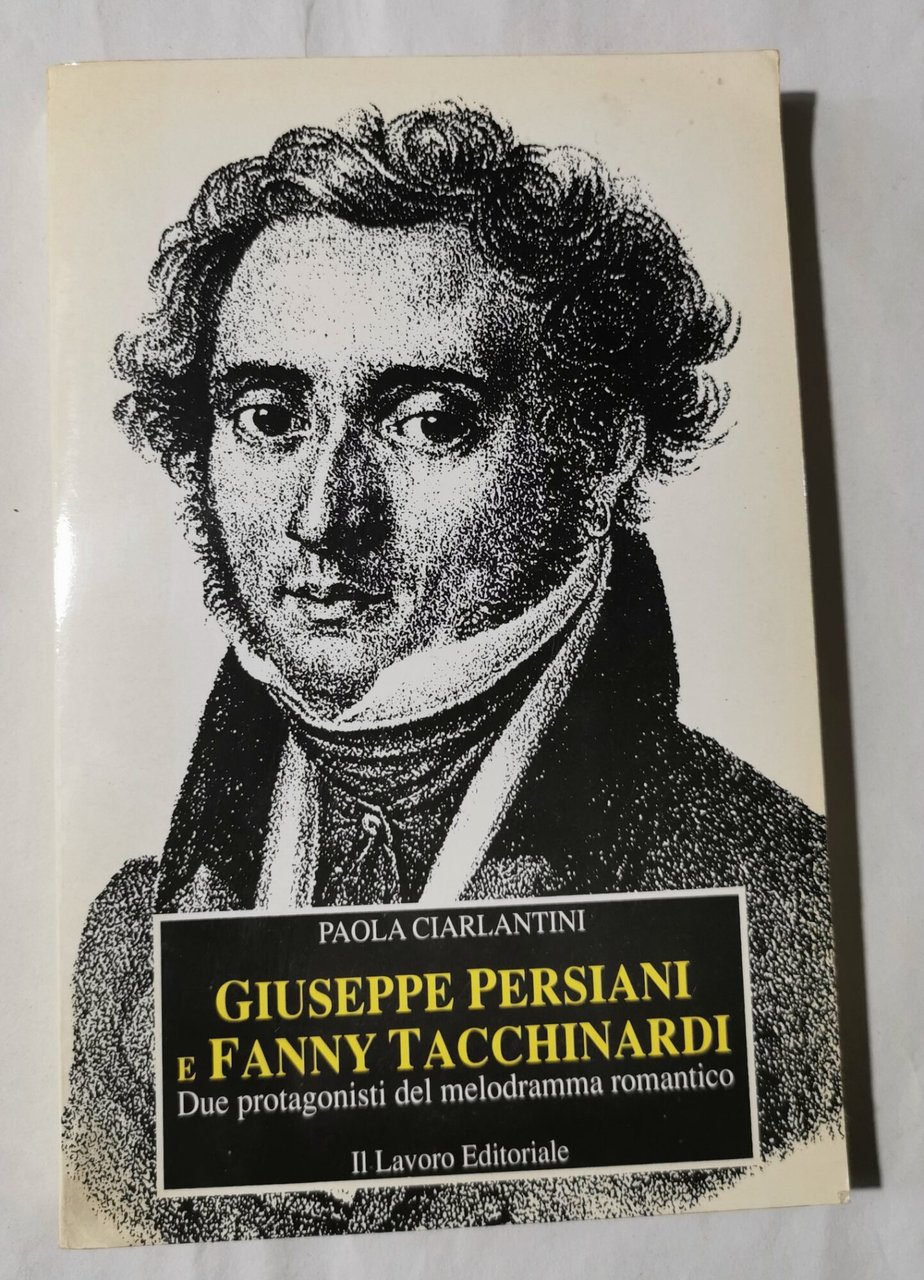 PAOLA CIARLANTINI
GIUSEPPE PERSIANI
E FANNY TACCHINARDI
Due protagonisti del melodramma romantico
Il Lavoro Editoriale